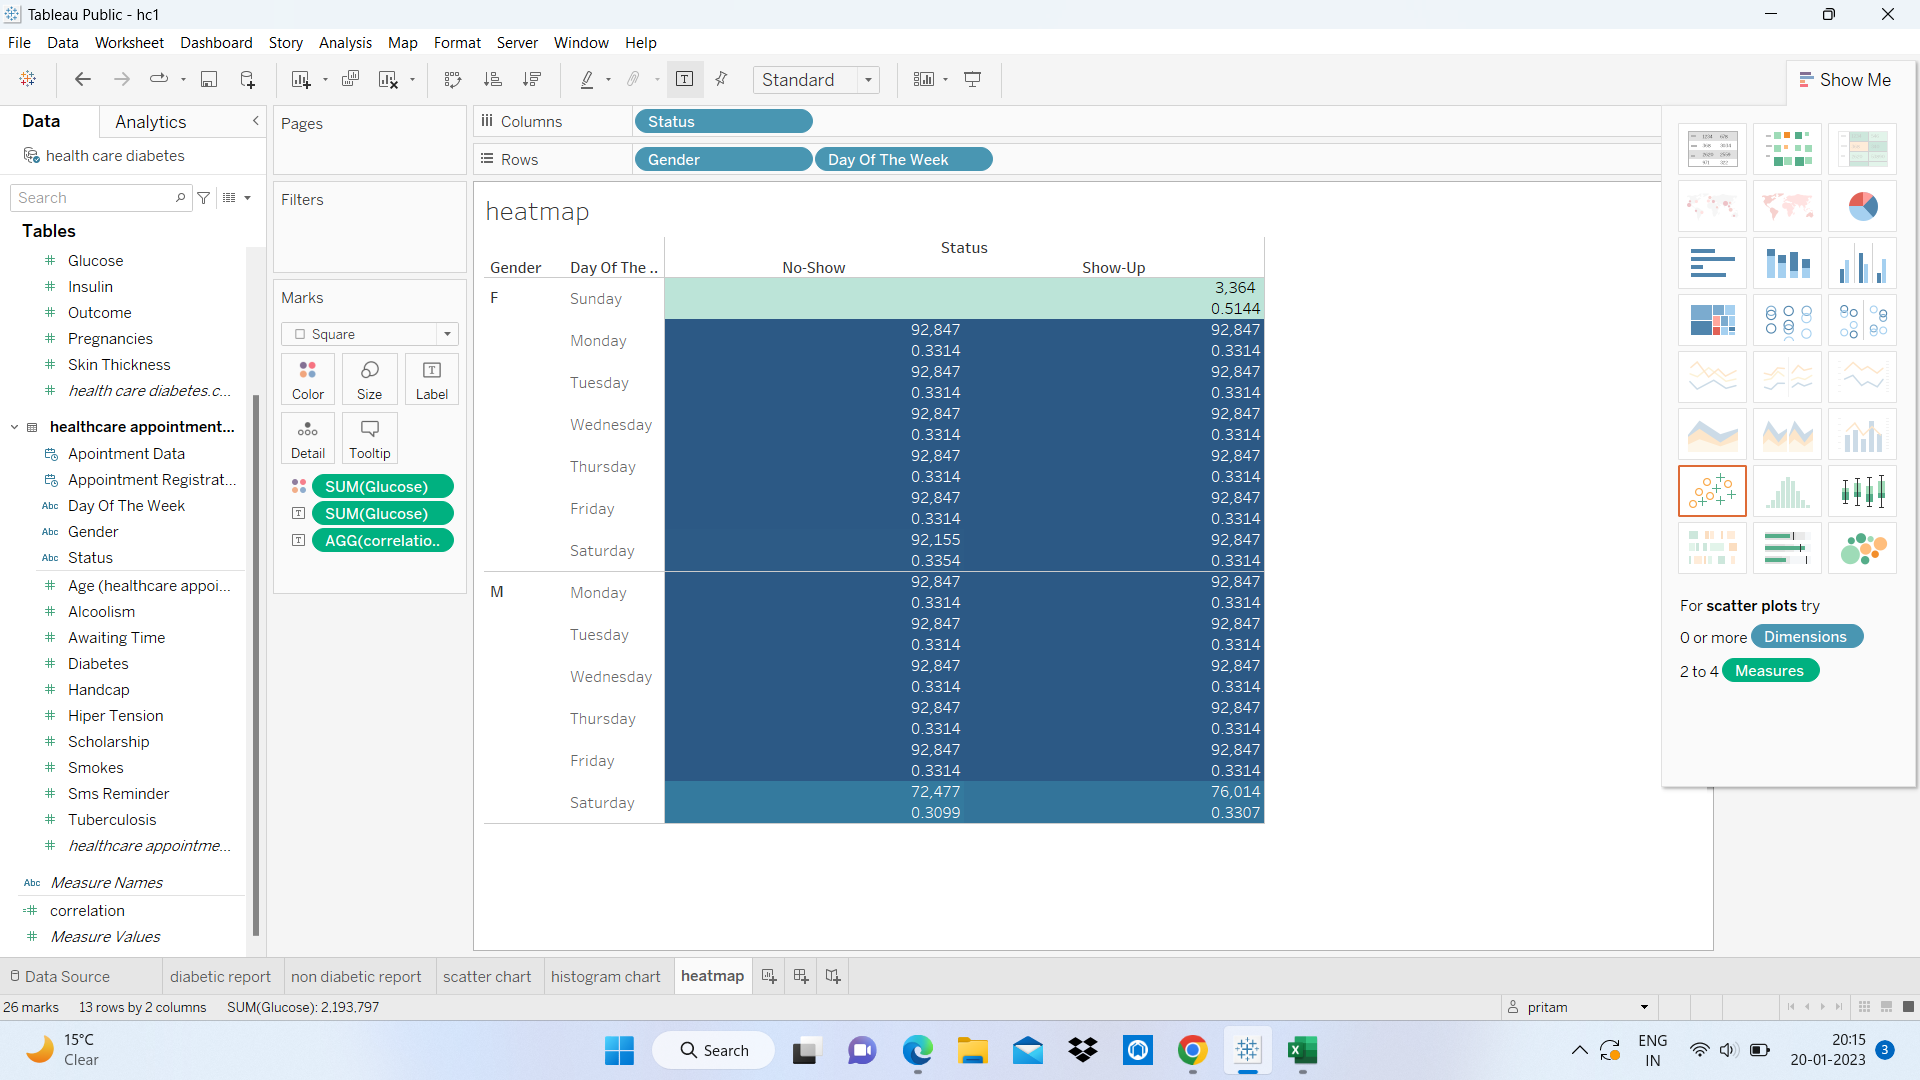 Tableau Public - hc1
File Data Worksheet Dashboard Story Analysis Map Format Server Window Help
Standard
Show Me
Data Analytics
health care diabetes
Search
Tables
Glucose
Insulin
Outcome
Pregnancies
Skin Thickness
health care diabetes.c...
healthcare appointment...
Apointment Data
Appointment Registrat...
Abc Day Of The Week
Abc Gender
Abc Status
Age (healthcare appoi...
Alcoolism
Awaiting Time
Diabetes
Handcap
Hiper Tension
Scholarship
Smokes
Sms Reminder
Tuberculosis
healthcare appointme...
Abc Measure Names
correlation
Measure Values
Pages
Filters
Marks
Square
Color Size Label
Detail Tooltip
SUM(Glucose)
SUM(Glucose)
AGG(correlatio..
Columns Status
Rows Gender Day Of The Week
heatmap
Status
Gender Day Of The .. No-Show Show-Up
F Sunday 3,364
0.5144
Monday 92,847 92,847
0.3314 0.3314
Tuesday 92,847 92,847
0.3314 0.3314
Wednesday 92,847 92,847
0.3314 0.3314
Thursday 92,847 92,847
0.3314 0.3314
Friday 92,847 92,847
0.3314 0.3314
Saturday 92,155 92,847
0.3354 0.3314
M Monday 92,847 92,847
0.3314 0.3314
Tuesday 92,847 92,847
0.3314 0.3314
Wednesday 92,847 92,847
0.3314 0.3314
Thursday 92,847 92,847
0.3314 0.3314
Friday 92,847 92,847
0.3314 0.3314
Saturday 72,477 76,014
0.3099 0.3307
For scatter plots try
0 or more Dimensions
2 to 4 Measures
Data Source diabetic report non diabetic report scatter chart histogram chart heatmap
26 marks 13 rows by 2 columns SUM(Glucose): 2,193,797
pritam
15°C
Clear
Search
ENG
IN
20:15
20-01-2023
3